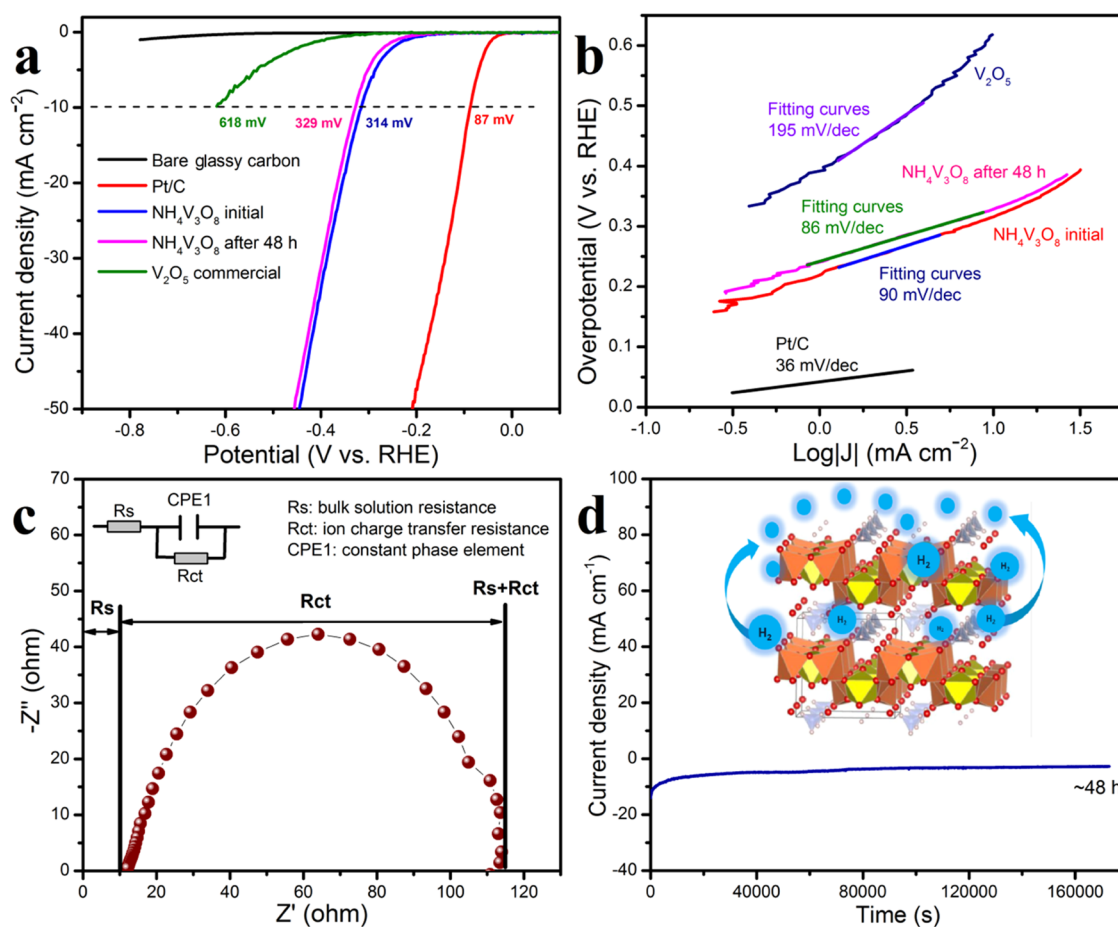 a
Current density (mA cm⁻²)
0
-10
-20
-30
-40
-50
618 mV
329 mV
314 mV
87 mV
Bare glassy carbon
Pt/C
NH₄V₃O₈ initial
NH₄V₃O₈ after 48 h
V₂O₅ commercial
-0.8
-0.6
-0.4
-0.2
0.0
Potential (V vs. RHE)
b
Overpotential (V vs. RHE)
0.6
0.5
0.4
0.3
0.2
0.1
0.0
V₂O₅
Fitting curves
195 mV/dec
NH₄V₃O₈ after 48 h
Fitting curves
86 mV/dec
NH₄V₃O₈ initial
Fitting curves
90 mV/dec
Pt/C
36 mV/dec
-1.0
-0.5
0.0
0.5
1.0
1.5
Log|J| (mA cm⁻²)
c
-Z" (ohm)
70
60
50
40
30
20
10
0
CPE1
Rs
Rct
Rs: bulk solution resistance
Rct: ion charge transfer resistance
CPE1: constant phase element
Rs
Rct
Rs+Rct
0
20
40
60
80
100
120
Z' (ohm)
d
Current density (mA cm⁻¹)
100
80
60
40
20
0
-20
-40
H₂
H₂
H₂
H₂
H₂
H₂
~48 h
0
40000
80000
120000
160000
Time (s)